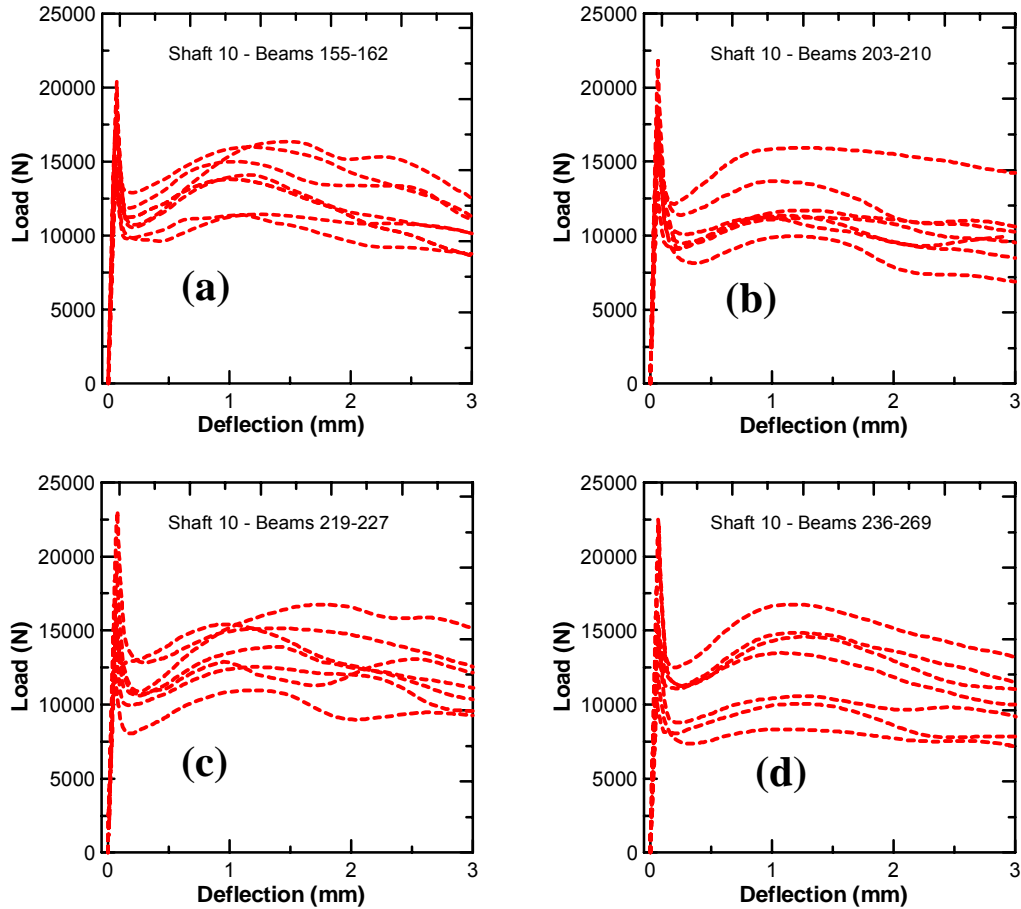 25000
20000
15000
10000
5000
0
Load (N)
Shaft 10 - Beams 155-162
(a)
0 1 2 3
Deflection (mm)
25000
20000
15000
10000
5000
0
Load (N)
Shaft 10 - Beams 203-210
(b)
0 1 2 3
Deflection (mm)
25000
20000
15000
10000
5000
0
Load (N)
Shaft 10 - Beams 219-227
(c)
0 1 2 3
Deflection (mm)
25000
20000
15000
10000
5000
0
Load (N)
Shaft 10 - Beams 236-269
(d)
0 1 2 3
Deflection (mm)